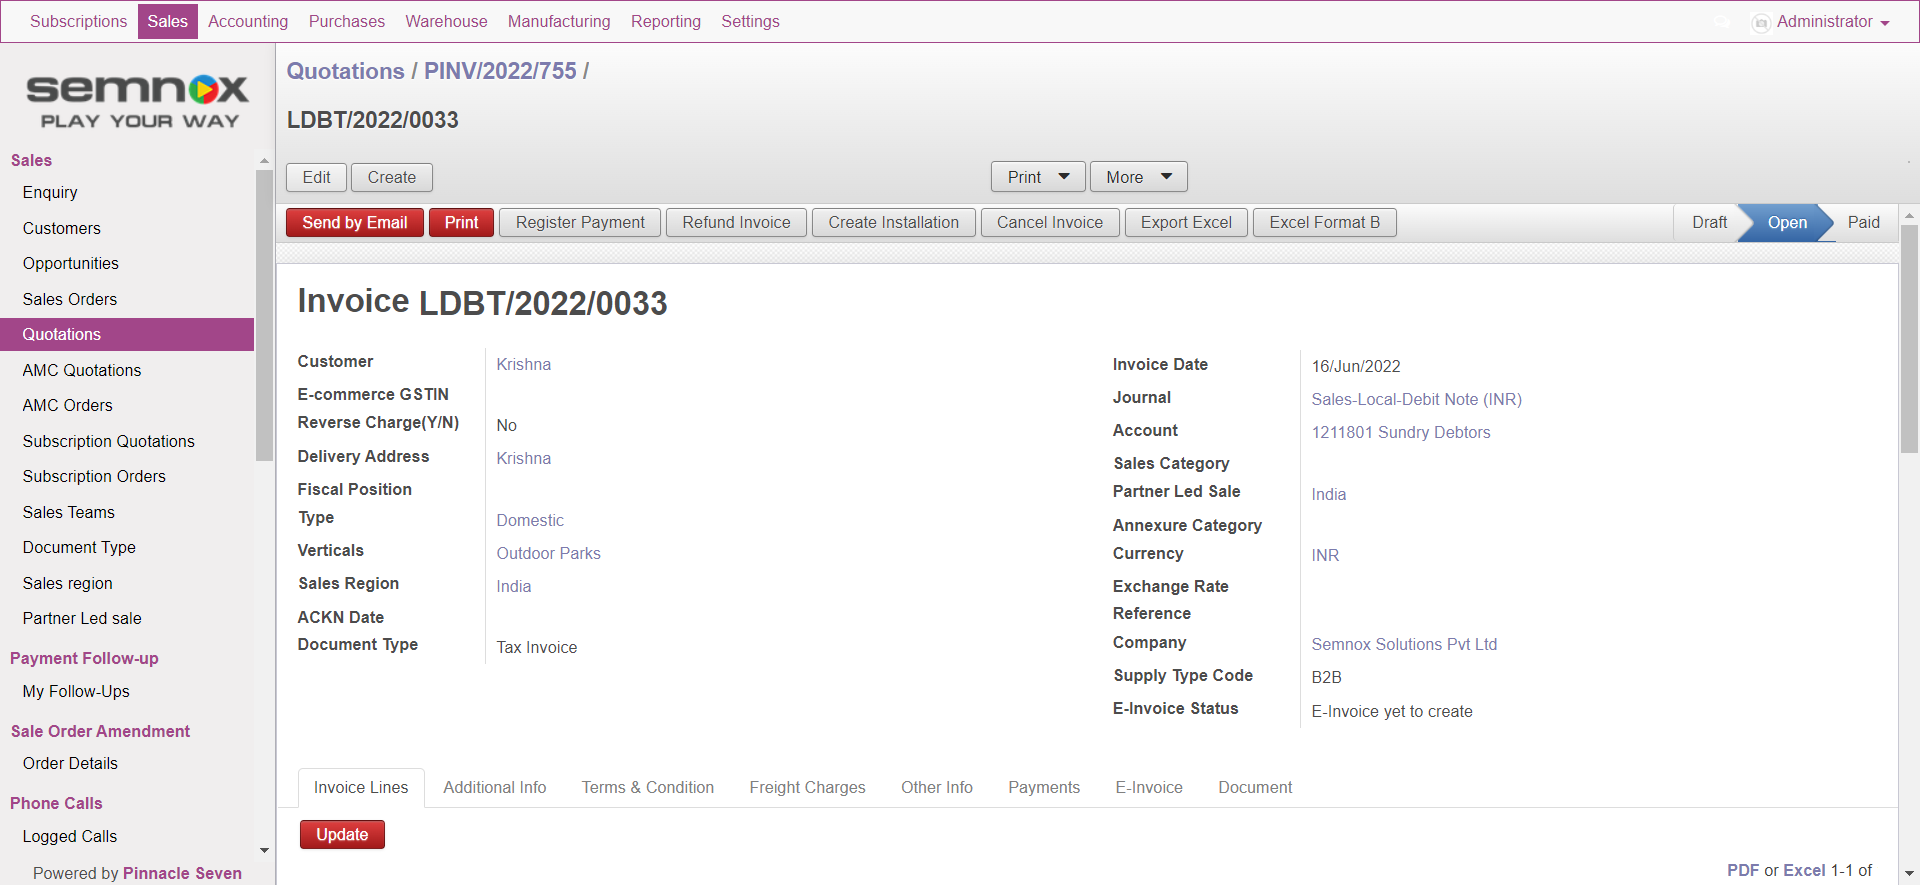 Subscriptions Sales Accounting Purchases Warehouse Manufacturing Reporting Settings Administrator
semnox
PLAY YOUR WAY
Sales
Enquiry
Customers
Opportunities
Sales Orders
Quotations
AMC Quotations
AMC Orders
Subscription Quotations
Subscription Orders
Sales Teams
Document Type
Sales region
Partner Led sale
Payment Follow-up
My Follow-Ups
Sale Order Amendment
Order Details
Phone Calls
Logged Calls
Powered by Pinnacle Seven
Quotations / PINV/2022/755 /
LDBT/2022/0033
Edit Create Print More
Send by Email Print Register Payment Refund Invoice Create Installation Cancel Invoice Export Excel Excel Format B Draft Open Paid
Invoice LDBT/2022/0033
Customer Krishna
E-commerce GSTIN
Reverse Charge(Y/N) No
Delivery Address Krishna
Fiscal Position
Type Domestic
Verticals Outdoor Parks
Sales Region India
ACKN Date
Document Type Tax Invoice
Invoice Date 16/Jun/2022
Journal Sales-Local-Debit Note (INR)
Account 1211801 Sundry Debtors
Sales Category
Partner Led Sale India
Annexure Category
Currency INR
Exchange Rate
Reference
Company Semnox Solutions Pvt Ltd
Supply Type Code B2B
E-Invoice Status E-Invoice yet to create
Invoice Lines Additional Info Terms & Condition Freight Charges Other Info Payments E-Invoice Document
Update
PDF or Excel 1-1 of